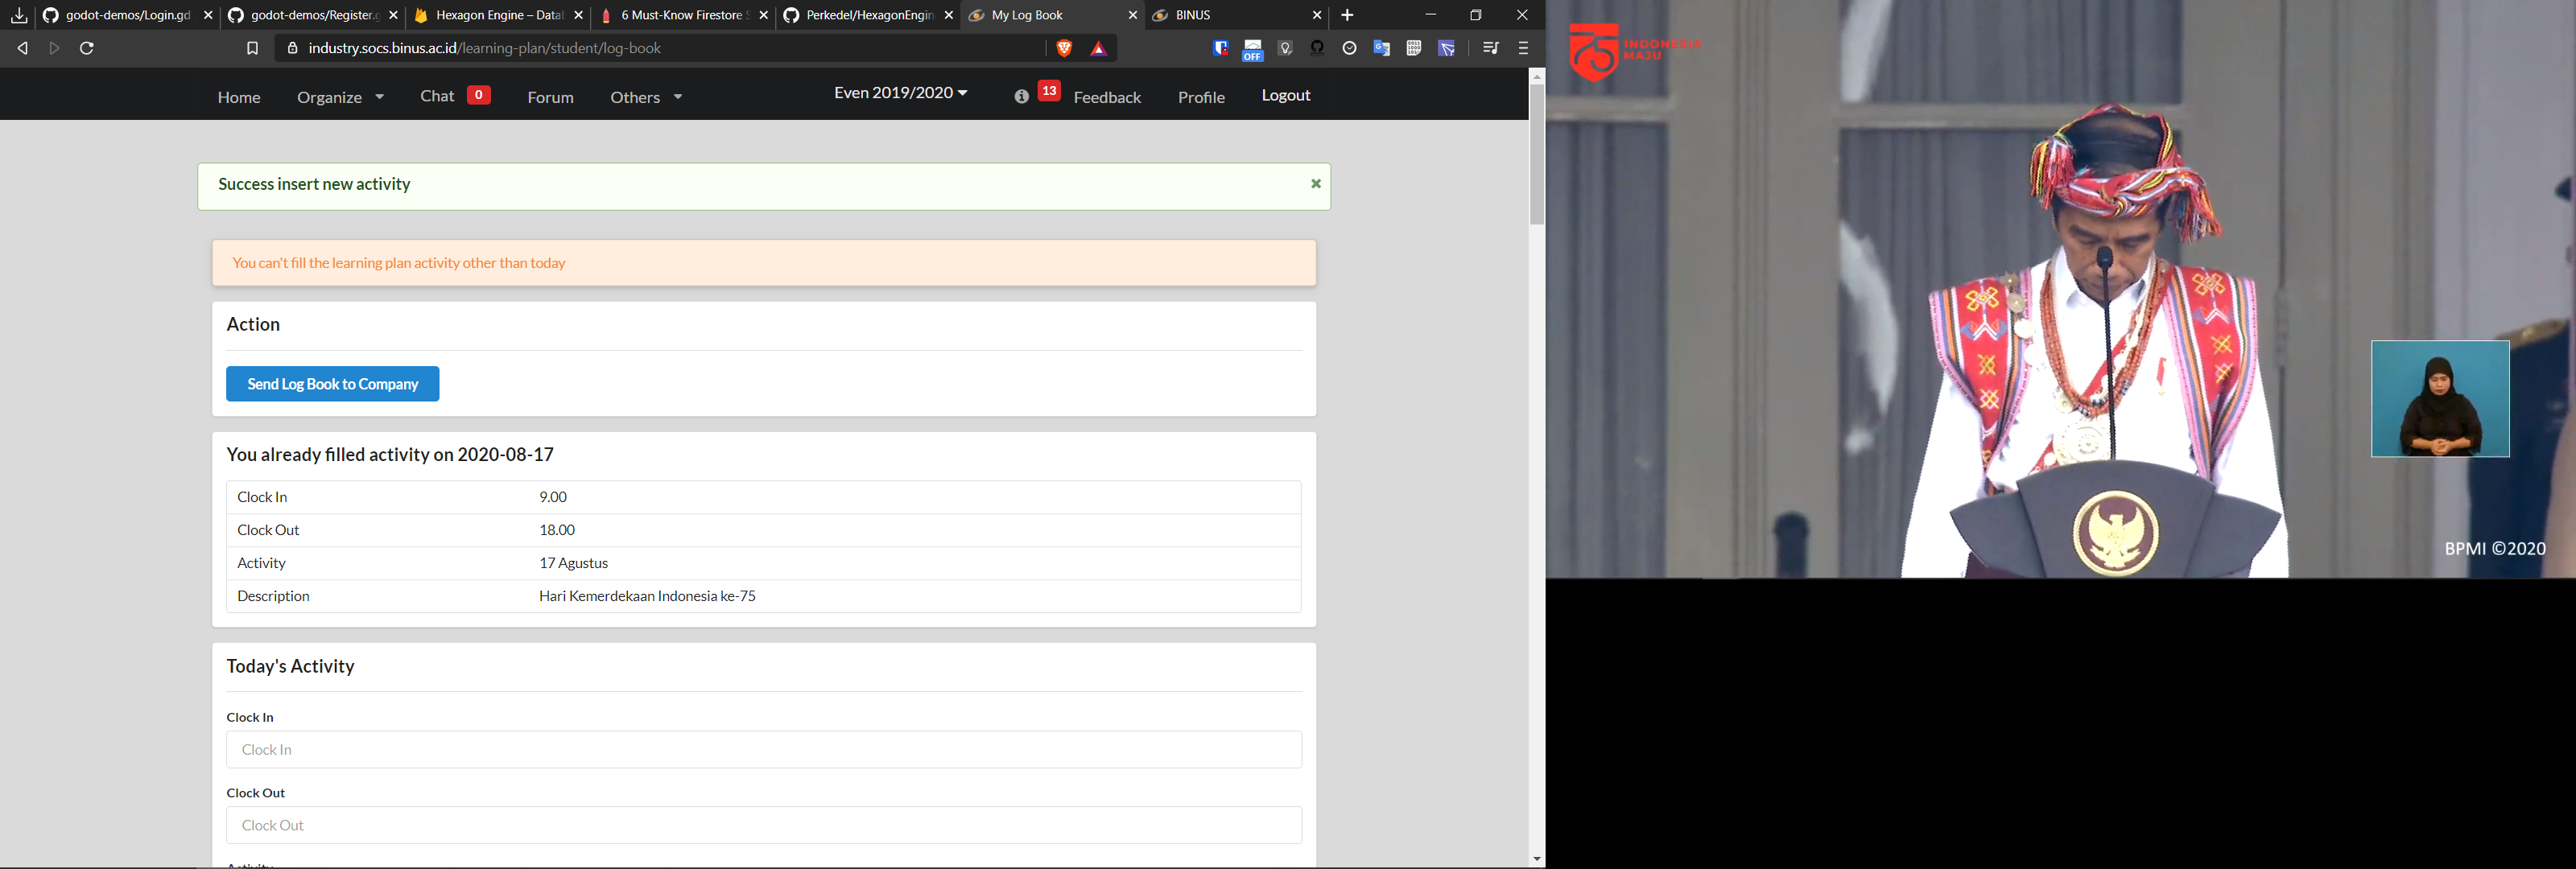 godot-demos/Login.gd
godot-demos/Register.g
Hexagon Engine – Datab
6 Must-Know Firestore S
Perkedel/HexagonEngin
My Log Book
BINUS
industry.socs.binus.ac.id/learning-plan/student/log-book
OFF
Home
Organize
Chat 0
Forum
Others
Even 2019/2020
13
Feedback
Profile
Logout
Success insert new activity
You can't fill the learning plan activity other than today
Action
Send Log Book to Company
You already filled activity on 2020-08-17
Clock In 9.00
Clock Out 18.00
Activity 17 Agustus
Description Hari Kemerdekaan Indonesia ke-75
Today's Activity
Clock In
Clock In
Clock Out
Clock Out
Activity
75 INDONESIA
MAJU
BPMI ©2020